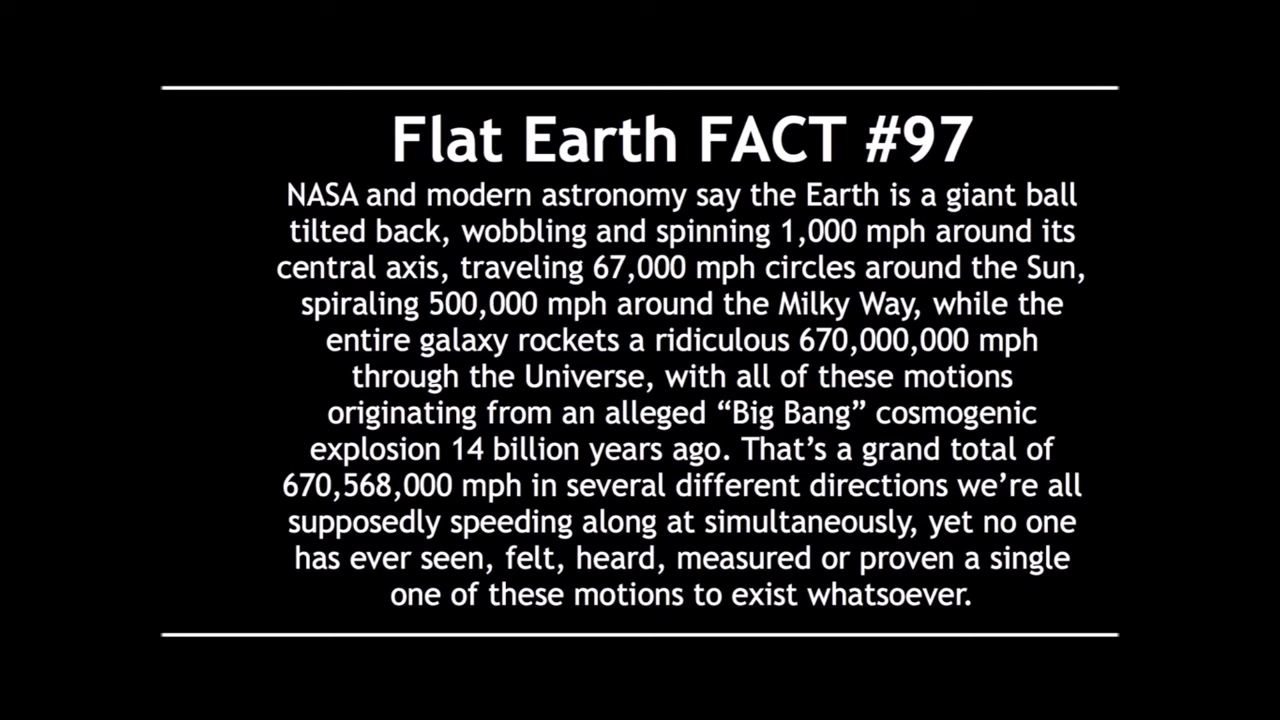 Flat Earth FACT #97
NASA and modern astronomy say the Earth is a giant ball
tilted back, wobbling and spinning 1,000 mph around its
central axis, traveling 67,000 mph circles around the Sun,
spiraling 500,000 mph around the Milky Way, while the
entire galaxy rockets a ridiculous 670,000,000 mph
through the Universe, with all of these motions
originating from an alleged “Big Bang” cosmogenic
explosion 14 billion years ago. That’s a grand total of
670,568,000 mph in several different directions we’re all
supposedly speeding along at simultaneously, yet no one
has ever seen, felt, heard, measured or proven a single
one of these motions to exist whatsoever.